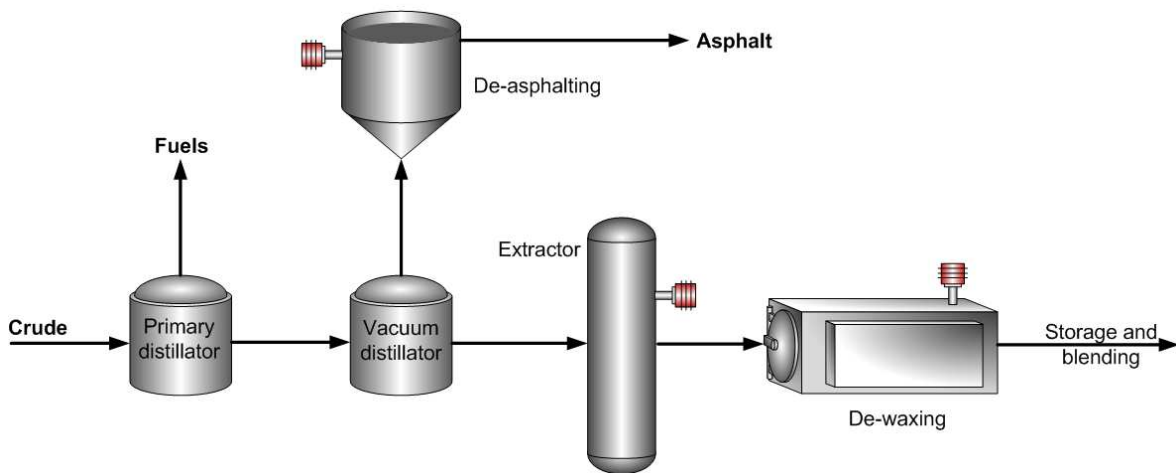 Asphalt
De-asphalting
Fuels
Extractor
Crude
Primary
distillator
Vacuum
distillator
Storage and
blending
De-waxing